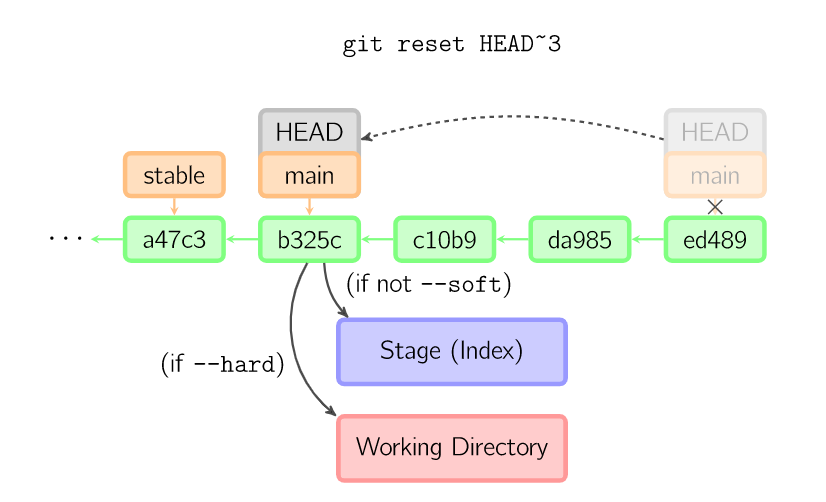 git reset HEAD~3
HEAD HEAD
stable main main
··· a47c3 b325c c10b9 da985 ed489
(if not --soft)
Stage (Index)
(if --hard)
Working Directory